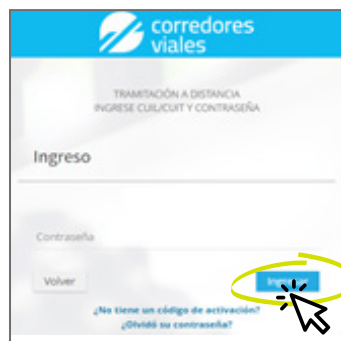 corredores
viales
TRAMITACIÓN A DISTANCIA
INGRESE CUIL/CUIT Y CONTRASEÑA
Ingreso
Contraseña
Volver
¿No tiene un código de activación?
¿Olvidó su contraseña?